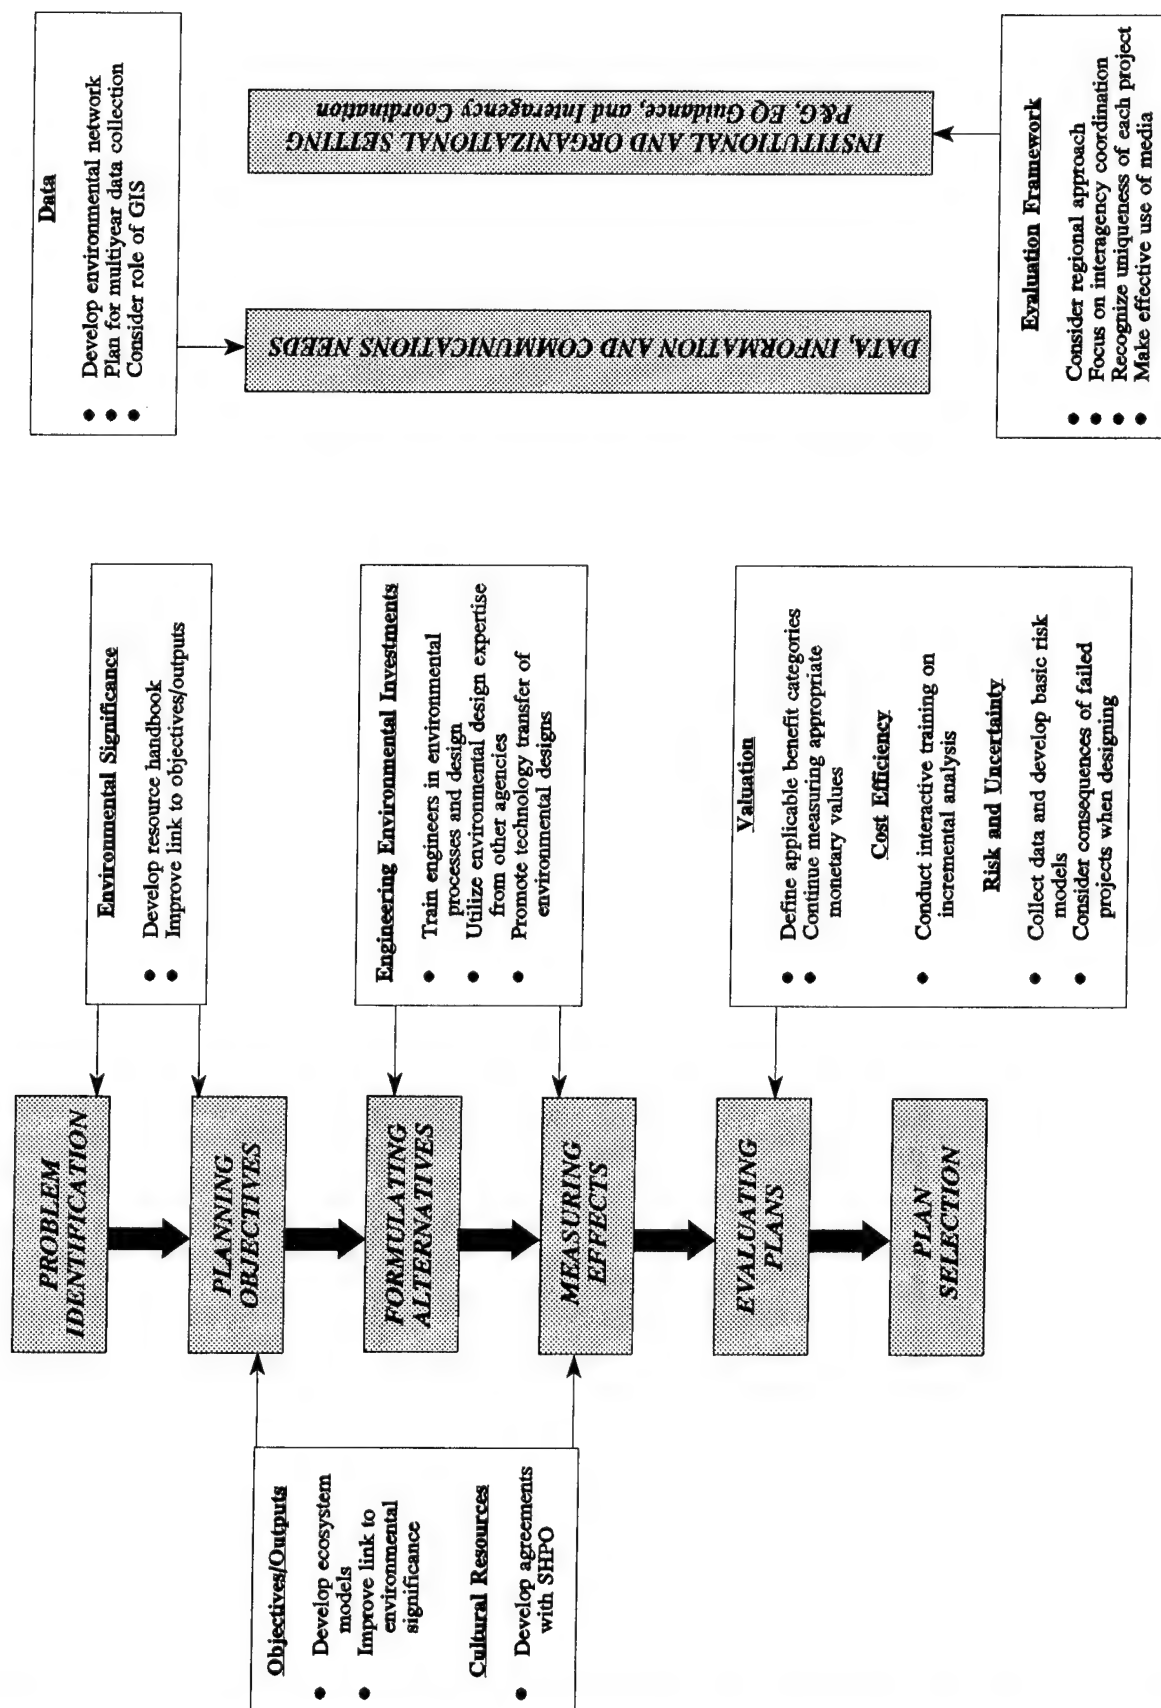 PROBLEM
IDENTIFICATION
PLANNING
OBJECTIVES
FORMULATING
ALTERNATIVES
MEASURING
EFFECTS
EVALUATING
PLANS
PLAN
SELECTION
Objectives/Outputs
● Develop ecosystem
models
● Improve link to
environmental
significance
Cultural Resources
● Develop agreements
with SHPO
Environmental Significance
● Develop resource handbook
● Improve link to objectives/outputs
Engineering Environmental Investments
● Train engineers in environmental
processes and design
● Utilize environmental design expertise
from other agencies
● Promote technology transfer of
environmental designs
Valuation
● Define applicable benefit categories
● Continue measuring appropriate
monetary values
Cost Efficiency
● Conduct interactive training on
incremental analysis
Risk and Uncertainty
● Collect data and develop basic risk
models
● Consider consequences of failed
projects when designing
Data
● Develop environmental network
● Plan for multiyear data collection
● Consider role of GIS
DATA, INFORMATION AND COMMUNICATIONS NEEDS
INSTITUTIONAL AND ORGANIZATIONAL SETTING
P&G, EQ Guidance, and Interagency Coordination
Evaluation Framework
● Consider regional approach
● Focus on interagency coordination
● Recognize uniqueness of each project
● Make effective use of media